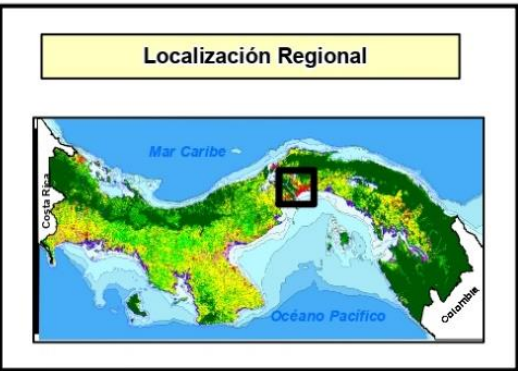 Localización Regional
Mar Caribe
Costa Rica
Océano Pacífico
Colombia